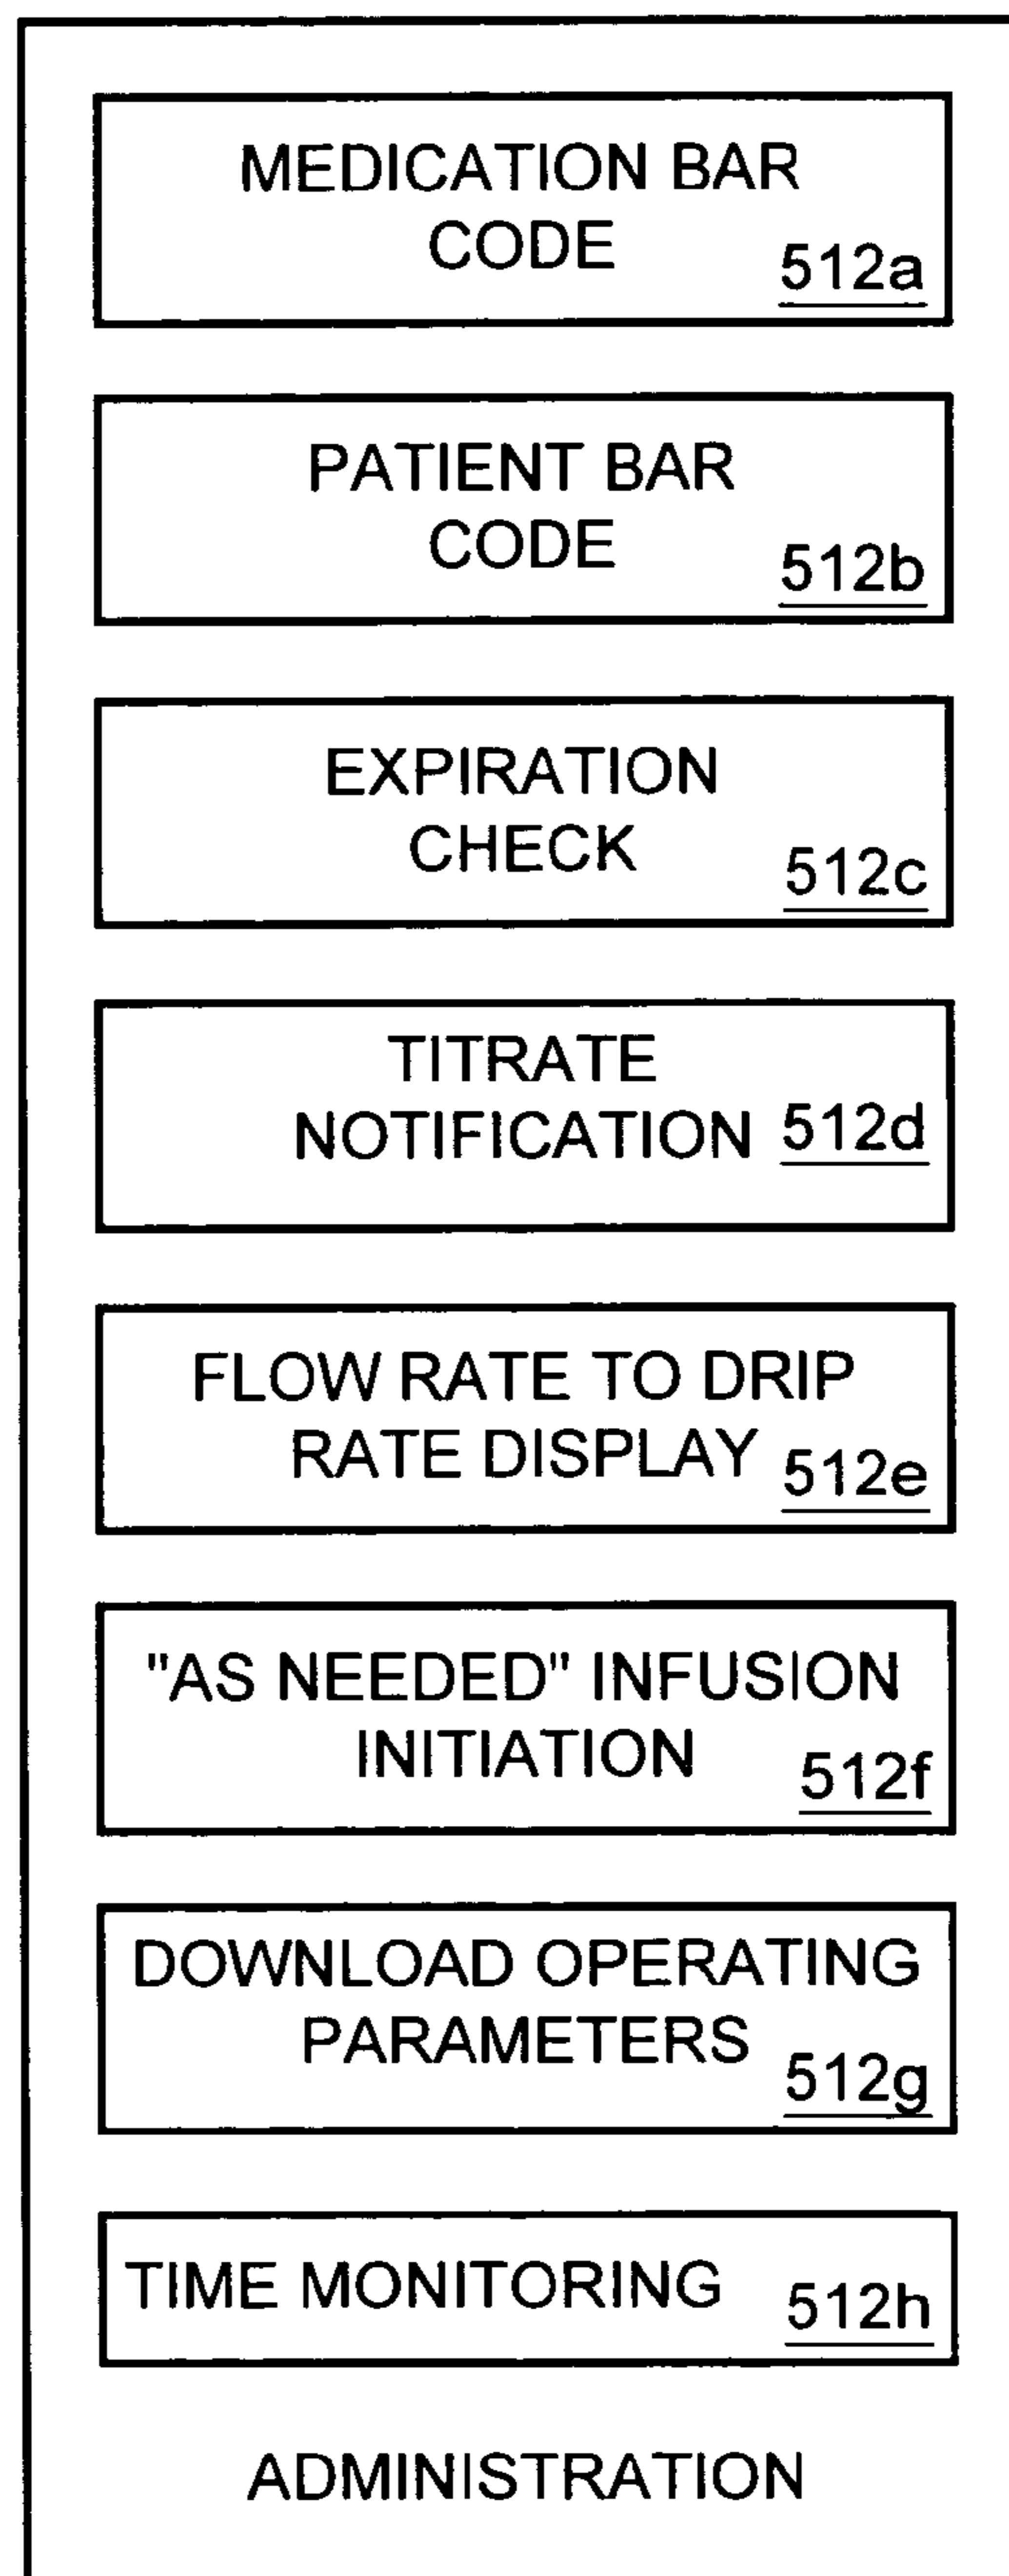 MEDICATION BAR
CODE
512a
PATIENT BAR
CODE
512b
EXPIRATION
CHECK
512c
TITRATE
NOTIFICATION 512d
FLOW RATE TO DRIP
RATE DISPLAY
512e
"AS NEEDED" INFUSION
INITIATION
512f
DOWNLOAD OPERATING
PARAMETERS
512g
TIME MONITORING
512h
ADMINISTRATION